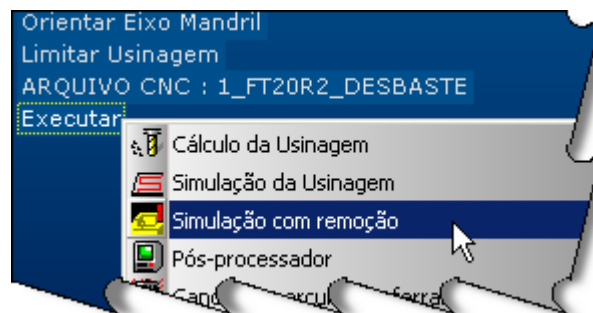 Orientar Eixo Mandril
Limitar Usinagem
ARQUIVO CNC : 1_FT20R2_DESBASTE
Executar
Cálculo da Usinagem
Simulação da Usinagem
Simulação com remoção
Pós-processador